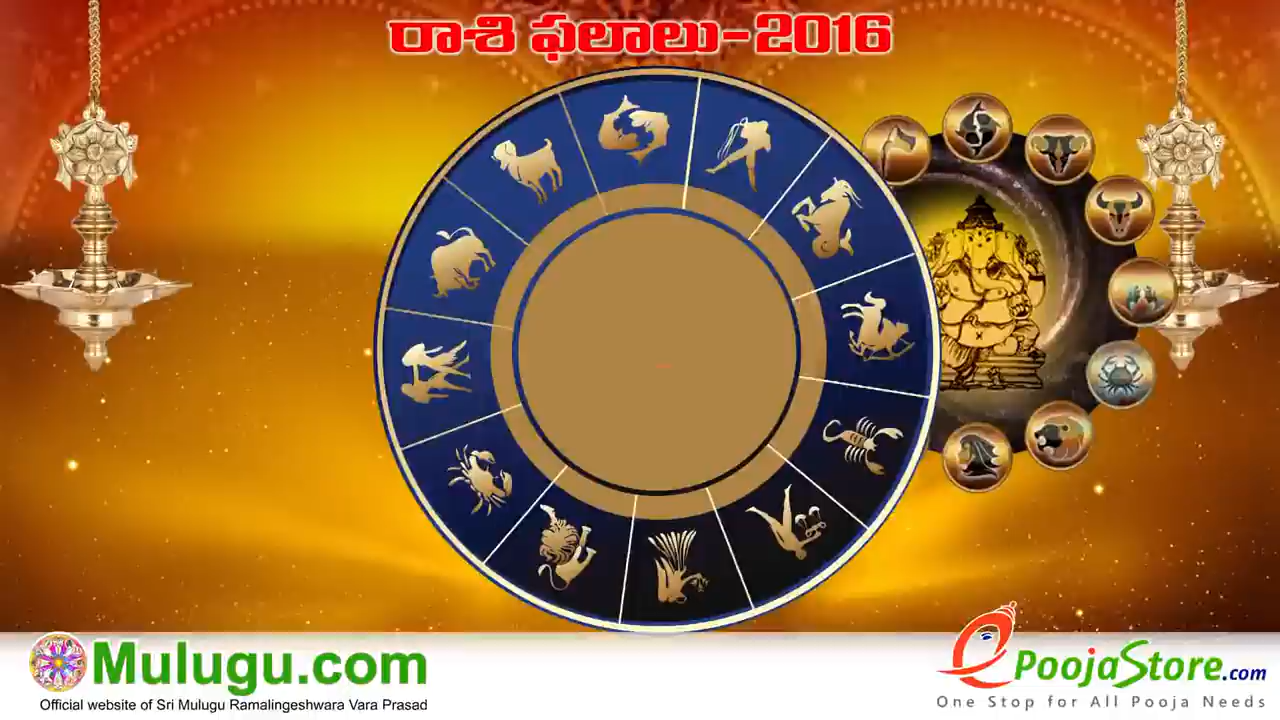 రాశి ఫలాలు-2016
Mulugu.com
Official website of Sri Mulugu Ramalingeshwara Vara Prasad
ePoojaStore.com
One Stop for All Pooja Needs